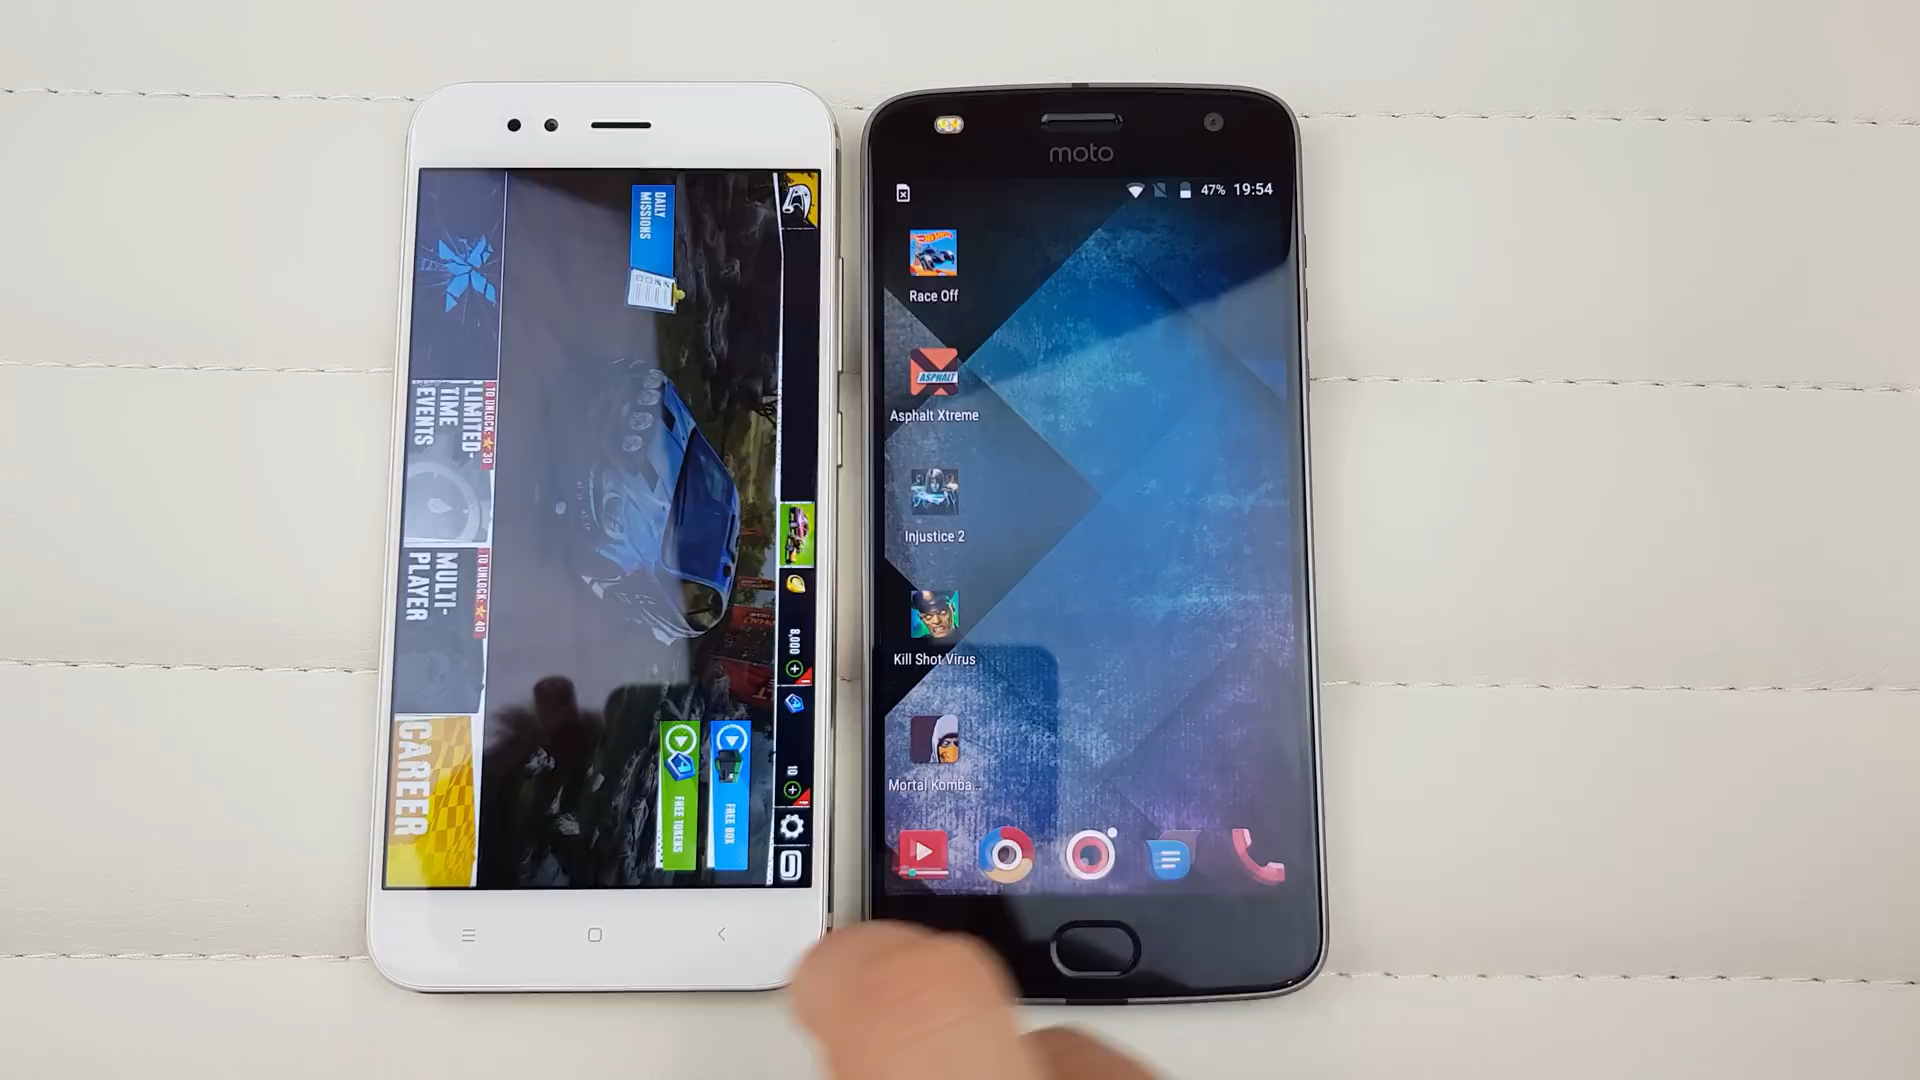 DAILY
MISSIONS
TO UNLOCK: 30
LIMITED-
TIME
EVENTS
TO UNLOCK: 40
MULTI-
PLAYER
CAREER
8,000
10
FREE TOKENS
FREE BOX
moto
47% 19:54
Race Off
ASPHALT
Asphalt Xtreme
Injustice 2
Kill Shot Virus
Mortal Komba...